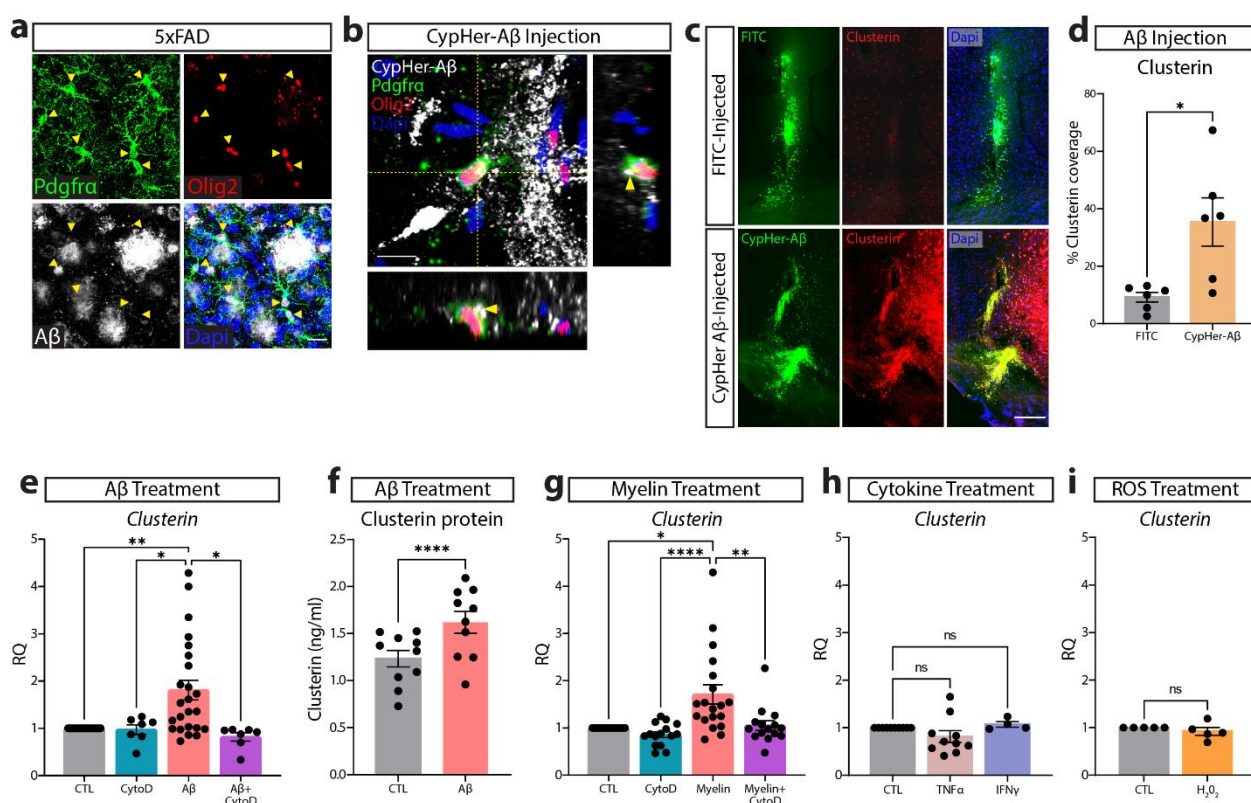 a
5xFAD
Pdgfrα
Olig2
Aβ
Dapi
b
CypHer-Aβ Injection
CypHer-Aβ
Pdgfrα
Olig2
Dapi
c
FITC-Injected
FITC
Clusterin
Dapi
CypHer Aβ-Injected
CypHer-Aβ
Clusterin
Dapi
d
Aβ Injection
Clusterin
*
% Clusterin coverage
80
60
40
20
0
FITC
CypHer-Aβ
e
Aβ Treatment
Clusterin
**
*
*
RQ
5
4
3
2
1
0
CTL
CytoD
Aβ
Aβ+
CytoD
f
Aβ Treatment
Clusterin protein
****
Clusterin (ng/ml)
2.5
2.0
1.5
1.0
0.5
0.0
CTL
Aβ
g
Myelin Treatment
Clusterin
*
****
**
RQ
5
4
3
2
1
0
CTL
CytoD
Myelin
Myelin+
CytoD
h
Cytokine Treatment
Clusterin
ns
ns
RQ
5
4
3
2
1
0
CTL
TNFα
IFNγ
i
ROS Treatment
Clusterin
ns
RQ
5
4
3
2
1
0
CTL
H₂0₂